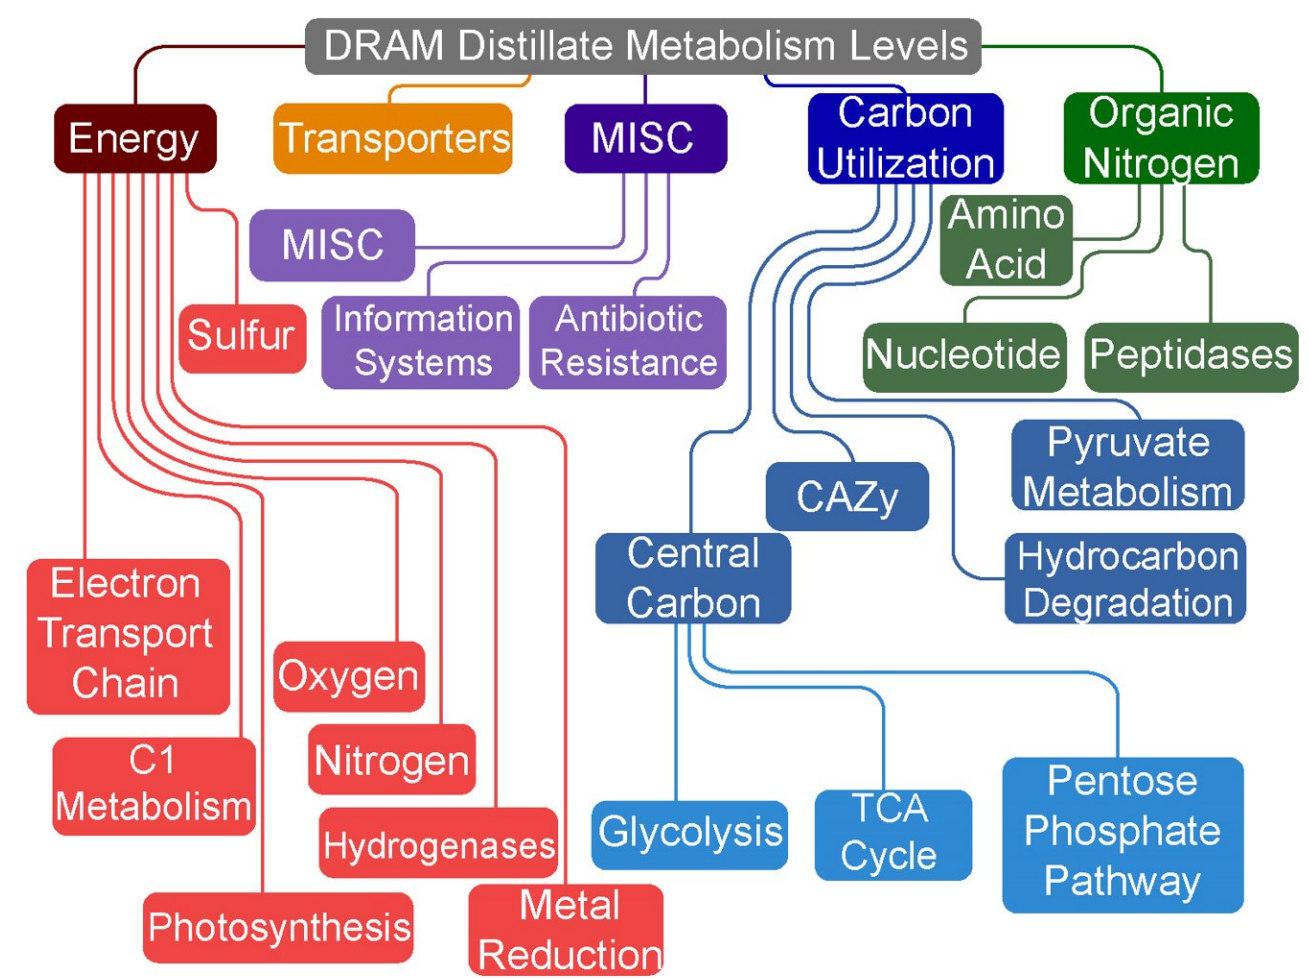 DRAM Distillate Metabolism Levels
Energy
Transporters
MISC
Carbon
Utilization
Organic
Nitrogen
MISC
Amino
Acid
Sulfur
Information
Systems
Antibiotic
Resistance
Nucleotide
Peptidases
Pyruvate
Metabolism
CAZy
Central
Carbon
Hydrocarbon
Degradation
Electron
Transport
Chain
Oxygen
C1
Metabolism
Nitrogen
Hydrogenases
Glycolysis
TCA
Cycle
Pentose
Phosphate
Pathway
Photosynthesis
Metal
Reduction